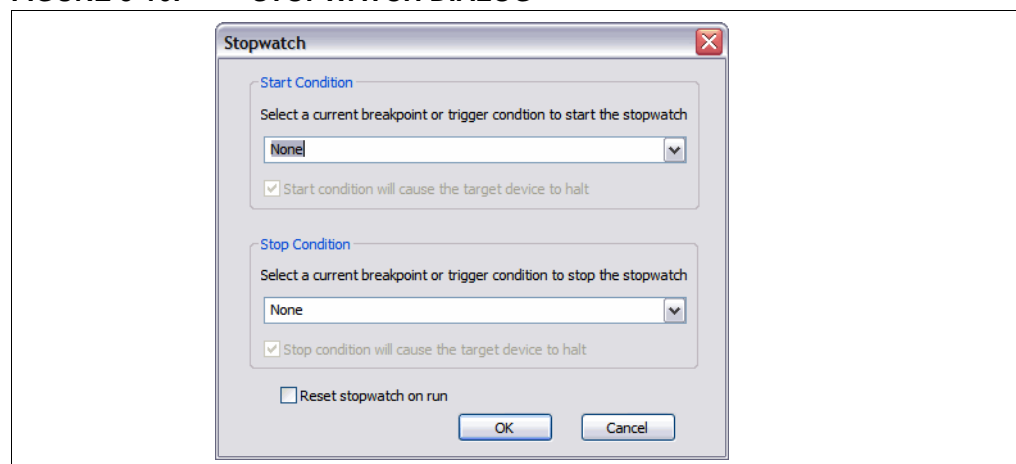 Stopwatch
Start Condition
Select a current breakpoint or trigger condtion to start the stopwatch
None
Start condition will cause the target device to halt
Stop Condition
Select a current breakpoint or trigger condition to stop the stopwatch
None
Stop condition will cause the target device to halt
Reset stopwatch on run
OK Cancel